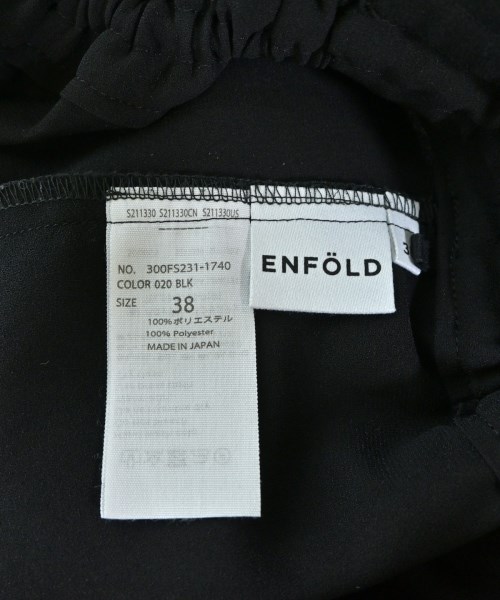 S211330 S211330CN S211330US
NO. 300FS231-1740
COLOR 020 BLK
SIZE 38
100%ポリエステル
100% Polyester
MADE IN JAPAN
ENFÖLD
3